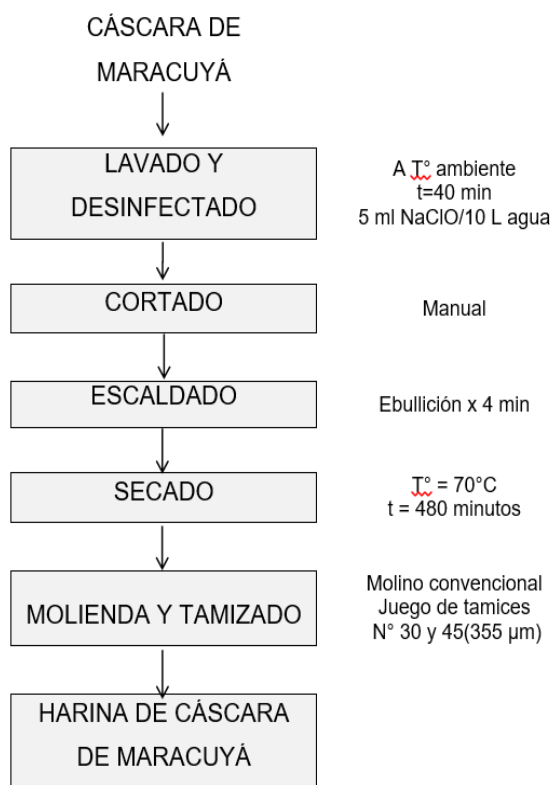 CÁSCARA DE
MARACUYÁ
LAVADO Y
DESINFECTADO
A T° ambiente
t=40 min
5 ml NaClO/10 L agua
CORTADO
Manual
ESCALDADO
Ebullición x 4 min
SECADO
T° = 70°C
t = 480 minutos
MOLIENDA Y TAMIZADO
Molino convencional
Juego de tamices
N° 30 y 45(355 µm)
HARINA DE CÁSCARA
DE MARACUYÁ